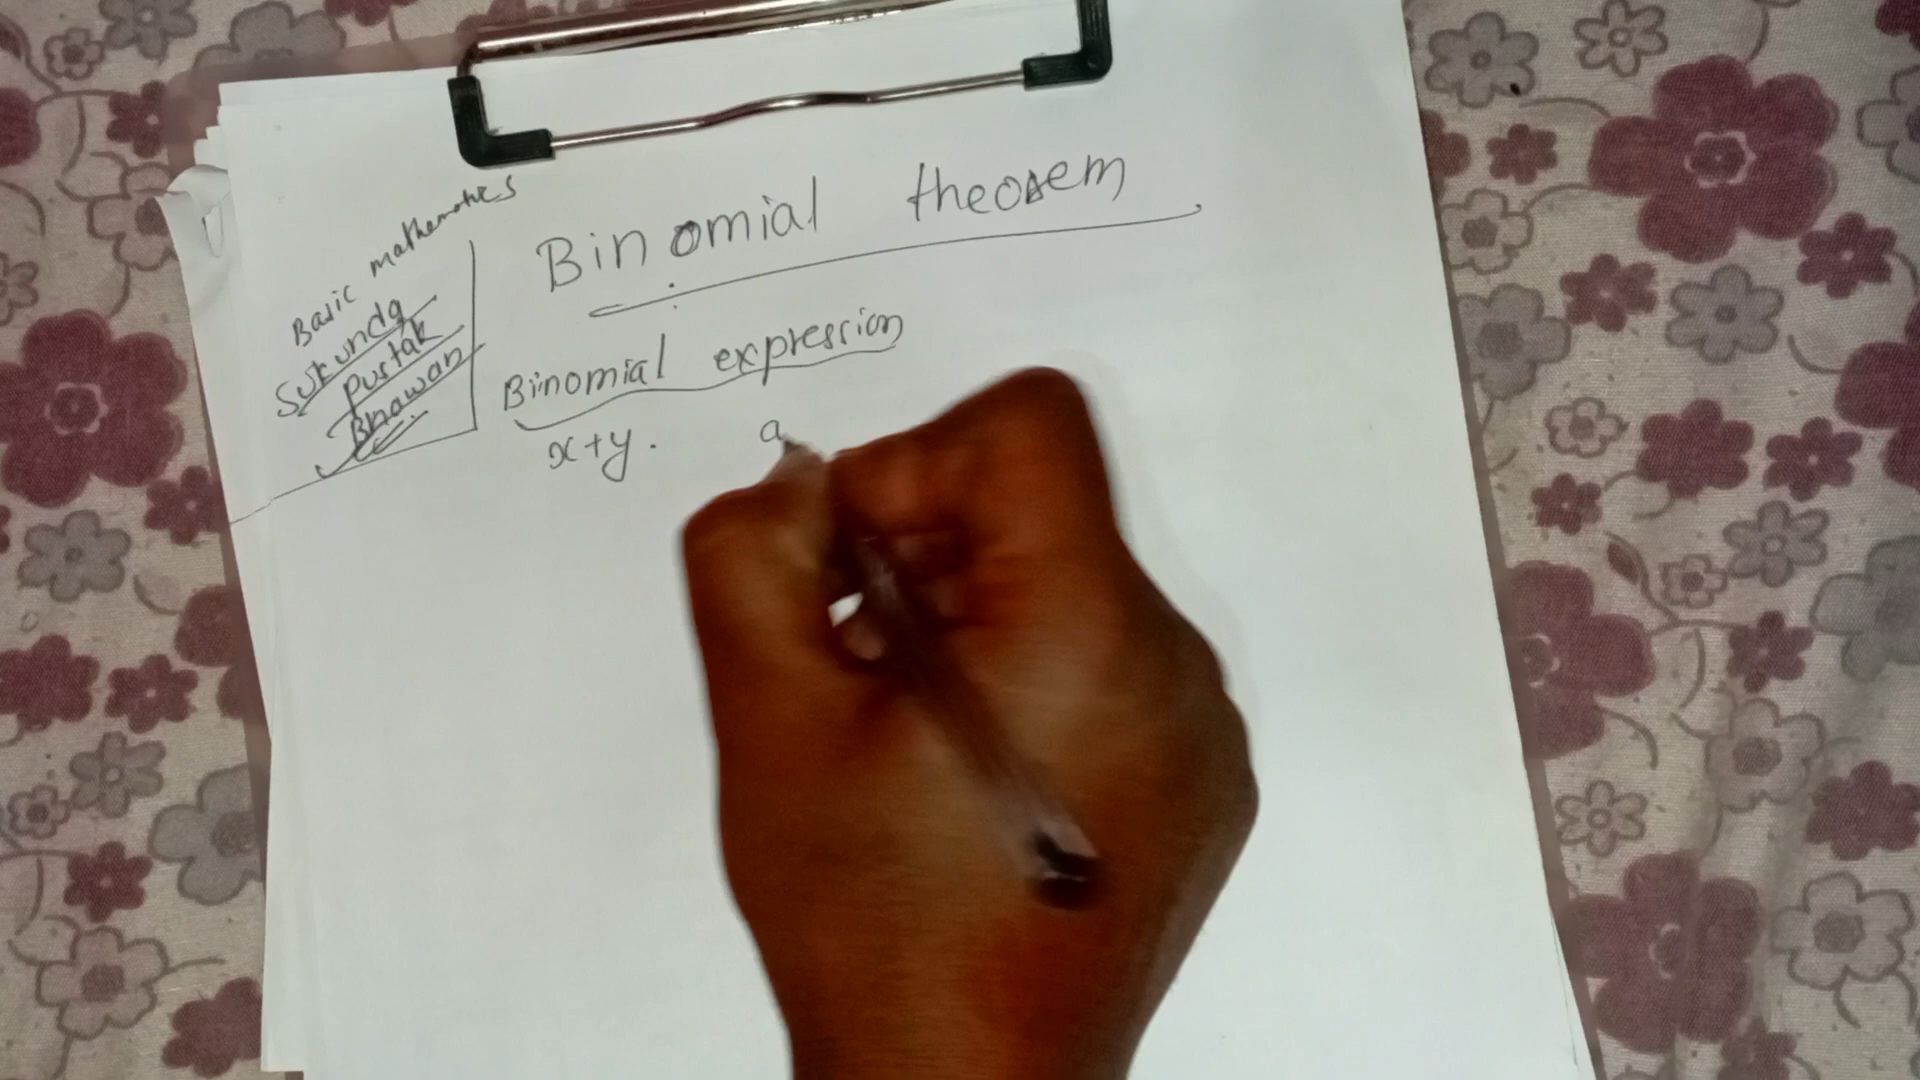 Basic mathematics
Sukunda
Pustak
Bhawan
Binomial theorem
Binomial expression
x+y. a